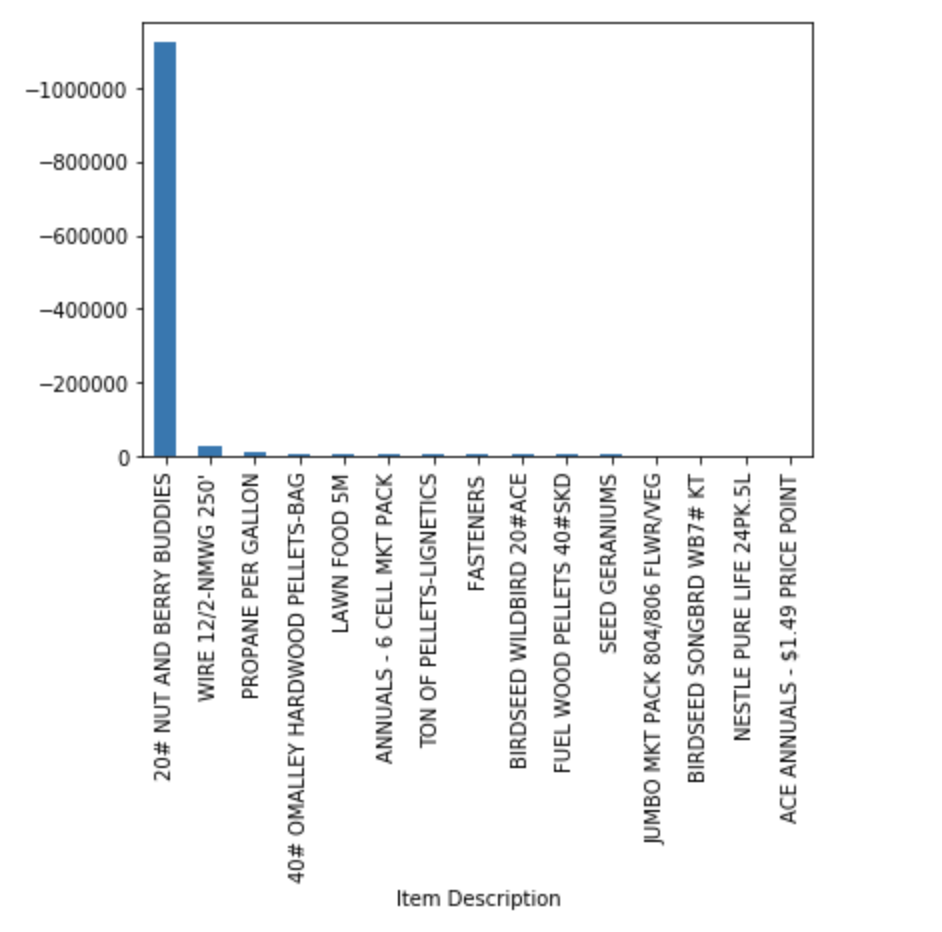 −1000000
−800000
−600000
−400000
−200000
0
20# NUT AND BERRY BUDDIES
WIRE 12/2-NMWG 250'
PROPANE PER GALLON
40# OMALLEY HARDWOOD PELLETS-BAG
LAWN FOOD 5M
ANNUALS - 6 CELL MKT PACK
TON OF PELLETS-LIGNETICS
FASTENERS
BIRDSEED WILDBIRD 20#ACE
FUEL WOOD PELLETS 40#SKD
SEED GERANIUMS
JUMBO MKT PACK 804/806 FLWR/VEG
BIRDSEED SONGBRD WB7# KT
NESTLE PURE LIFE 24PK.5L
ACE ANNUALS - $1.49 PRICE POINT
Item Description